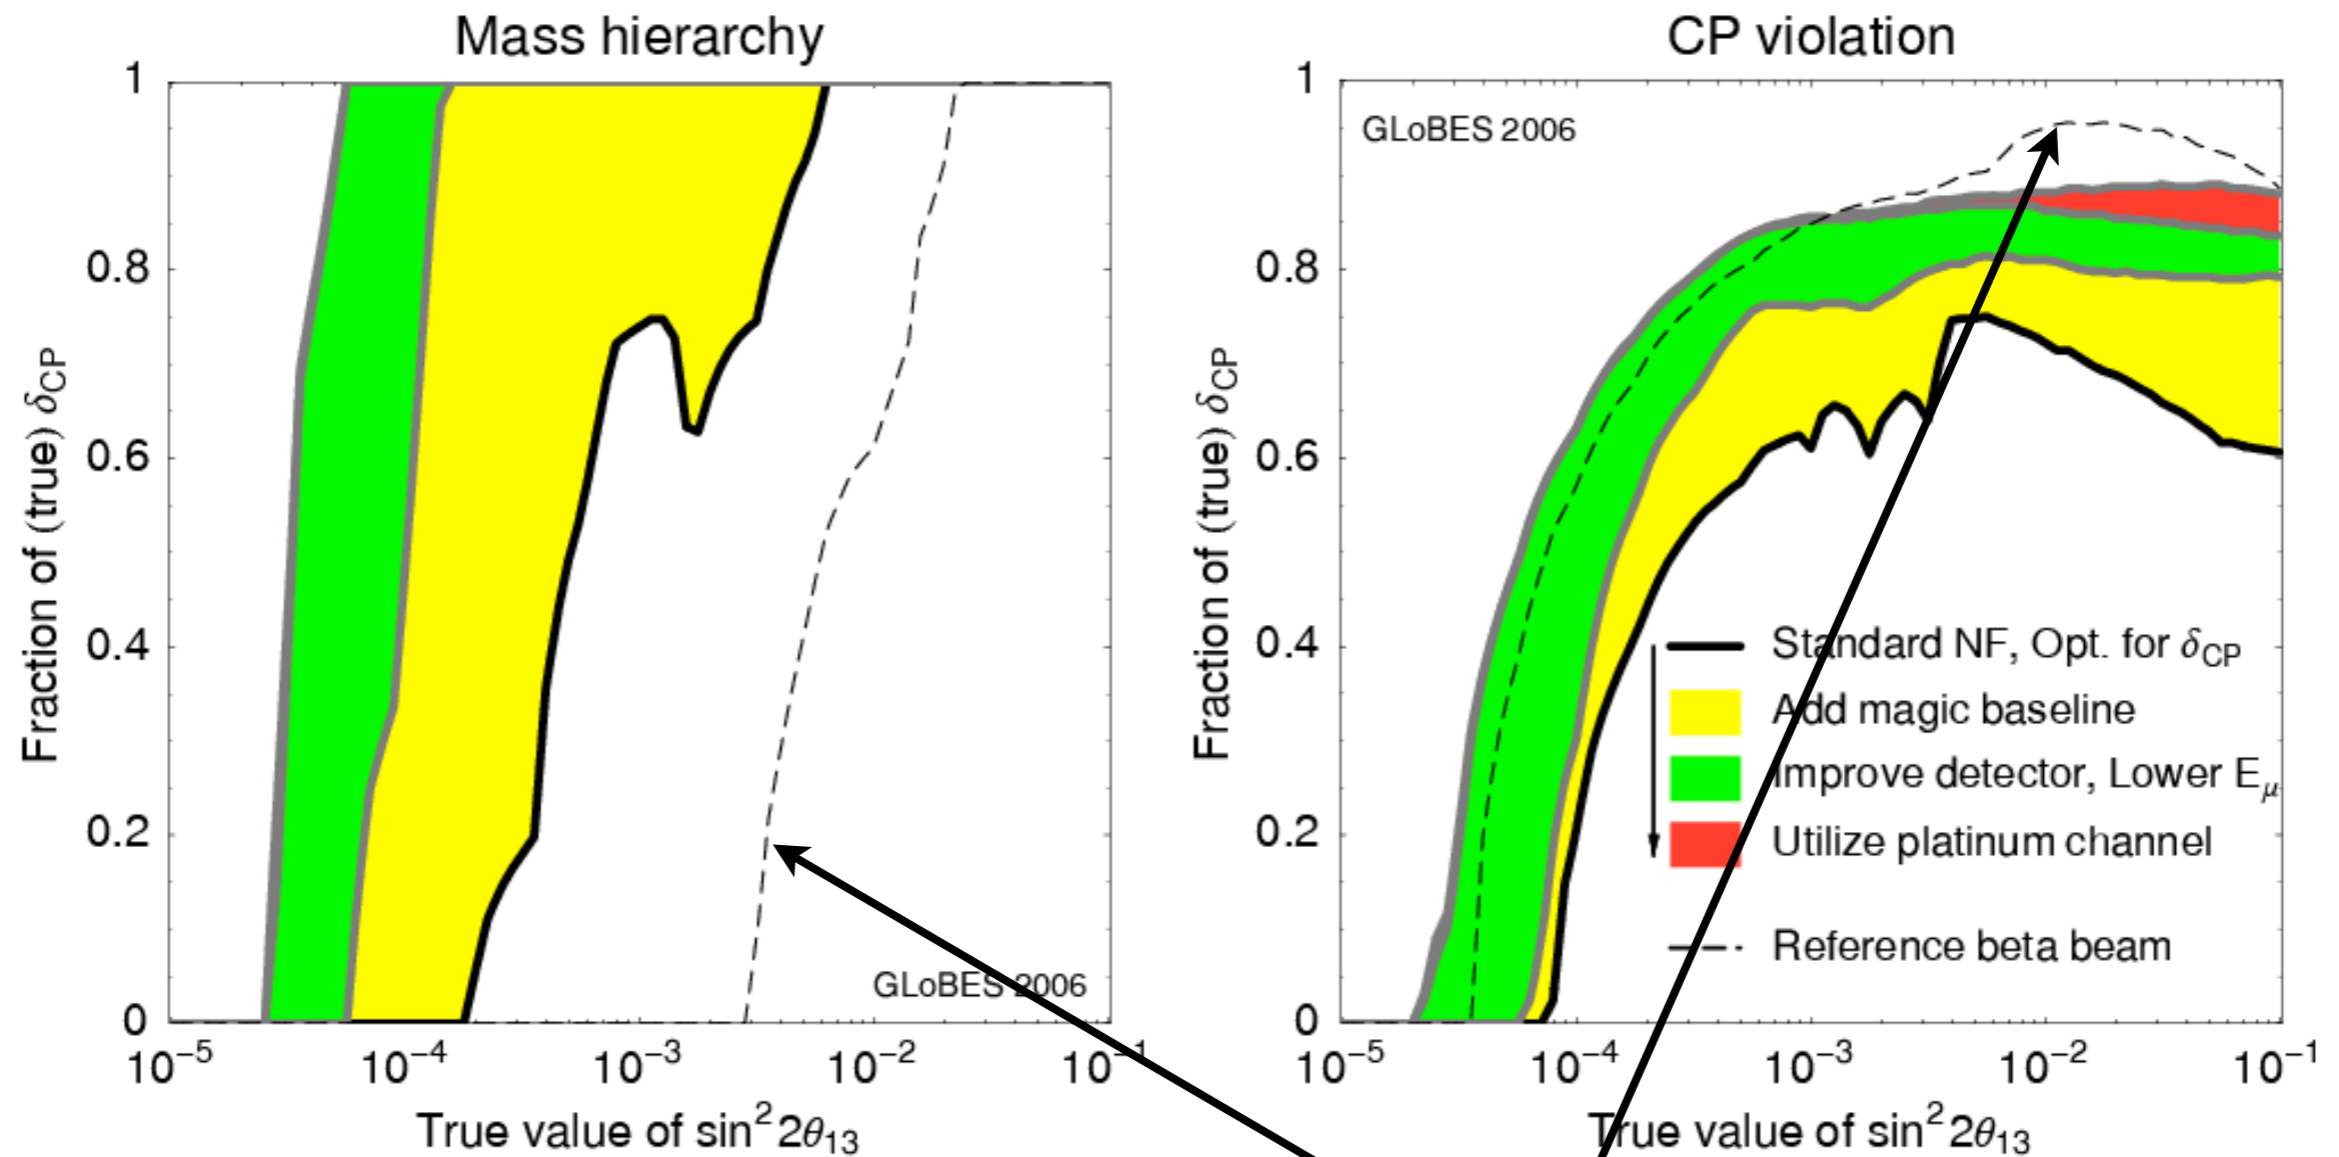 Mass hierarchy
1
0.8
0.6
0.4
0.2
0
Fraction of (true) δCP
GLoBES 2006
10−5
10−4
10−3
10−2
10−1
True value of sin2 2θ13
CP violation
1
0.8
0.6
0.4
0.2
0
Fraction of (true) δCP
GLoBES 2006
Standard NF, Opt. for δCP
Add magic baseline
Improve detector, Lower Eμ
Utilize platinum channel
Reference beta beam
10−5
10−4
10−3
10−2
10−1
True value of sin2 2θ13